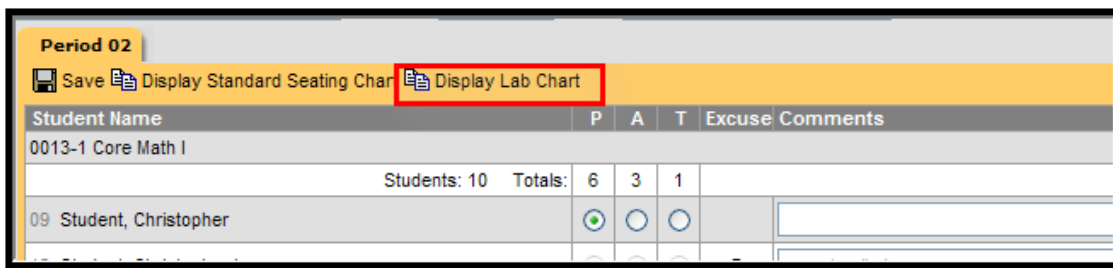 Period 02
Save Display Standard Seating Char Display Lab Chart
Student Name P A T Excuse Comments
0013-1 Core Math I
Students: 10 Totals: 6 3 1
09 Student, Christopher